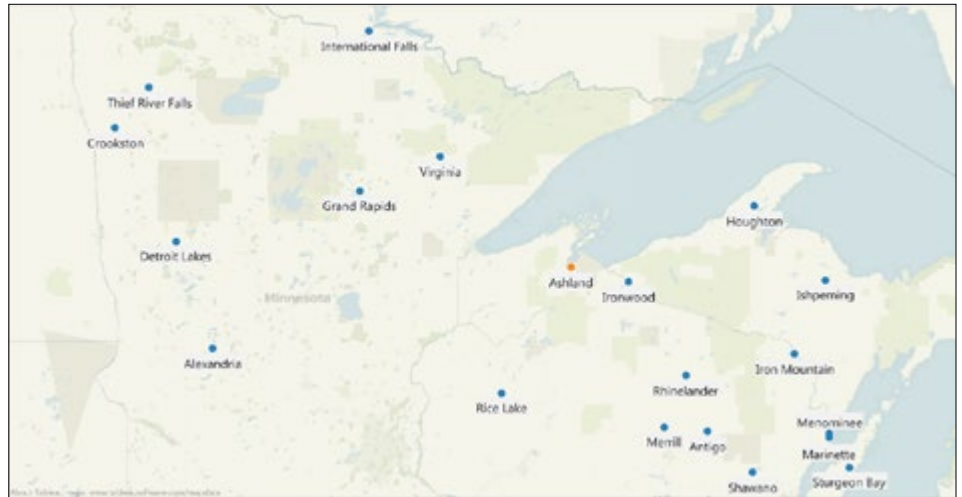 International Falls
Thief River Falls
Crookston
Virginia
Grand Rapids
Houghton
Detroit Lakes
Ashland
Ironwood
Ishpeming
Minnesota
Alexandria
Iron Mountain
Rhinelander
Rice Lake
Menominee
Merrill
Antigo
Marinette
Shawano
Sturgeon Bay